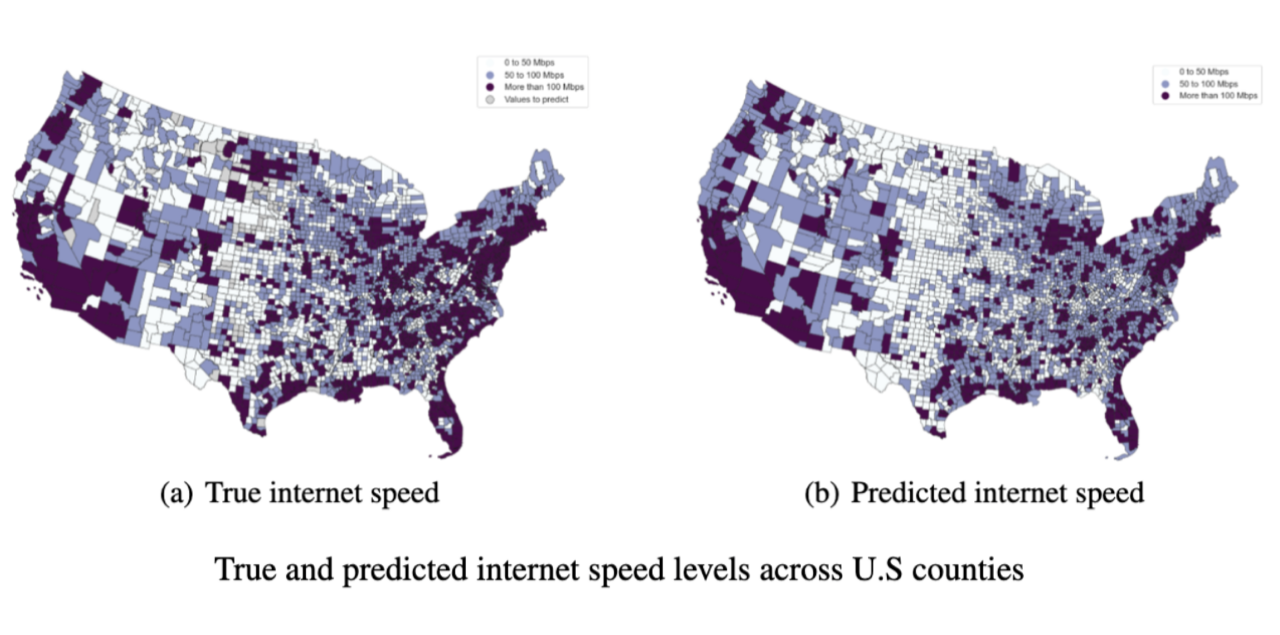 0 to 50 Mbps
50 to 100 Mbps
More than 100 Mbps
Values to predict
0 to 50 Mbps
50 to 100 Mbps
More than 100 Mbps
(a) True internet speed
(b) Predicted internet speed
True and predicted internet speed levels across U.S counties